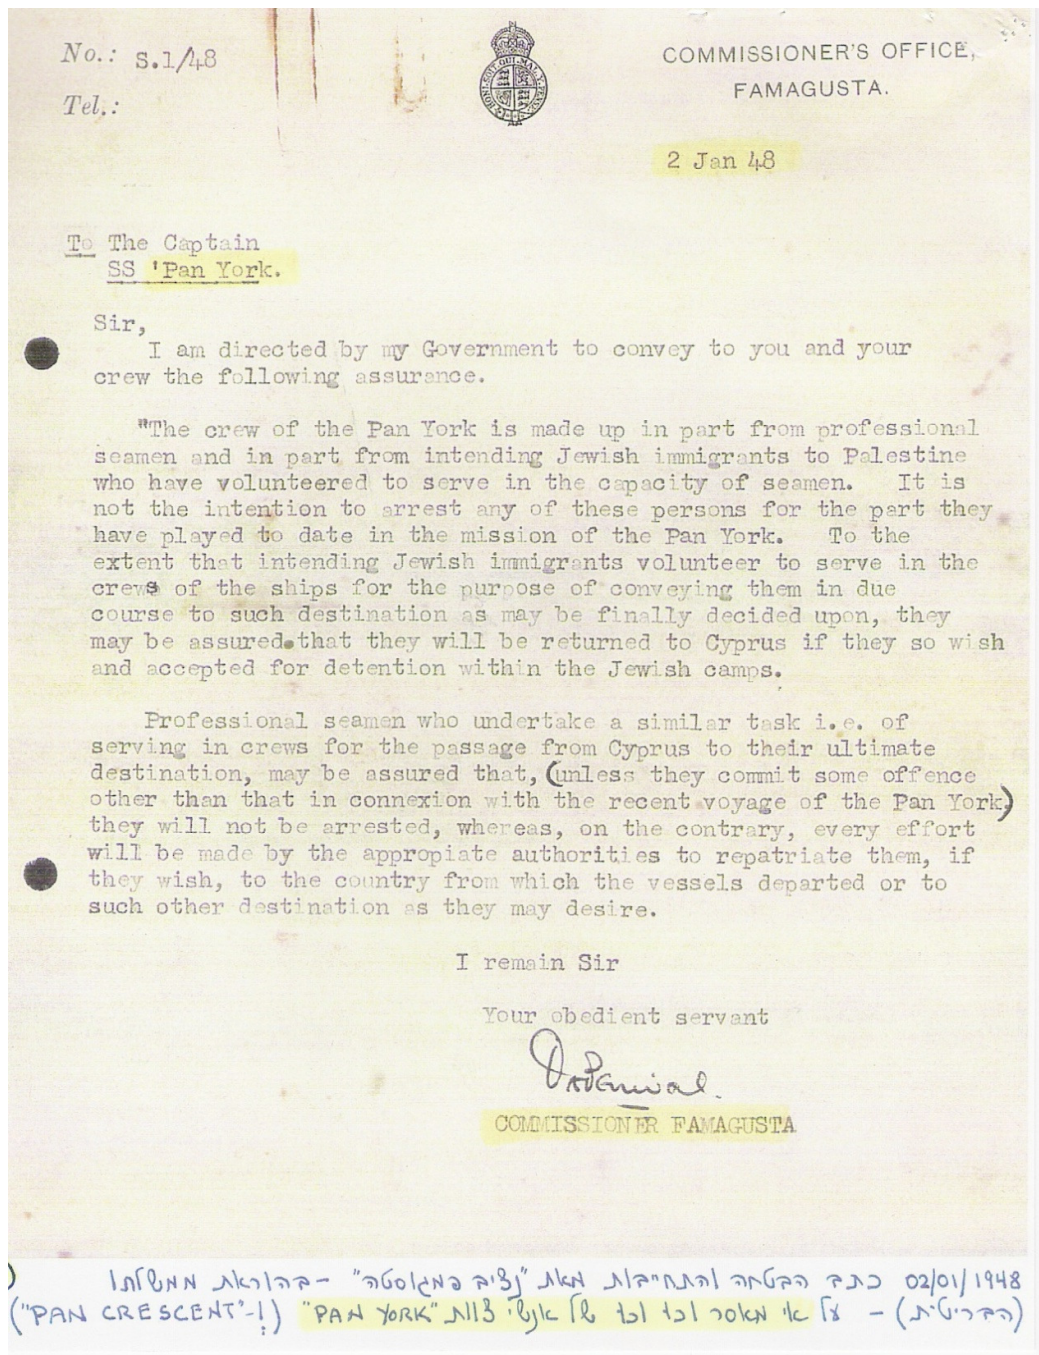 No.: S.1/48
Tel.:
HONI SOIT QUI MAL Y PENSE
COMMISSIONER'S OFFICE,
FAMAGUSTA.
2 Jan 48
To The Captain
SS 'Pan York.
Sir,
I am directed by my Government to convey to you and your
crew the following assurance.
"The crew of the Pan York is made up in part from professional
seamen and in part from intending Jewish immigrants to Palestine
who have volunteered to serve in the capacity of seamen. It is
not the intention to arrest any of these persons for the part they
have played to date in the mission of the Pan York. To the
extent that intending Jewish immigrants volunteer to serve in the
crews of the ships for the purpose of conveying them in due
course to such destination as may be finally decided upon, they
may be assured.that they will be returned to Cyprus if they so wish
and accepted for detention within the Jewish camps.
Professional seamen who undertake a similar task i.e. of
serving in crews for the passage from Cyprus to their ultimate
destination, may be assured that, (unless they commit some offence
other than that in connexion with the recent voyage of the Pan York,)
they will not be arrested, whereas, on the contrary, every effort
will be made by the appropiate authorities to repatriate them, if
they wish, to the country from which the vessels departed or to
such other destination as they may desire.
I remain Sir
Your obedient servant
COMMISSIONER FAMAGUSTA
02/01/1948 כתב הבטחה והתחייבות מאת "נציב פמגוסטה" - בהוראת ממשלתו
(הבריטית) - על אי מאסר וכו' וכו' של אנשי צוות "PAN YORK" (ו-"PAN CRESCENT"!)